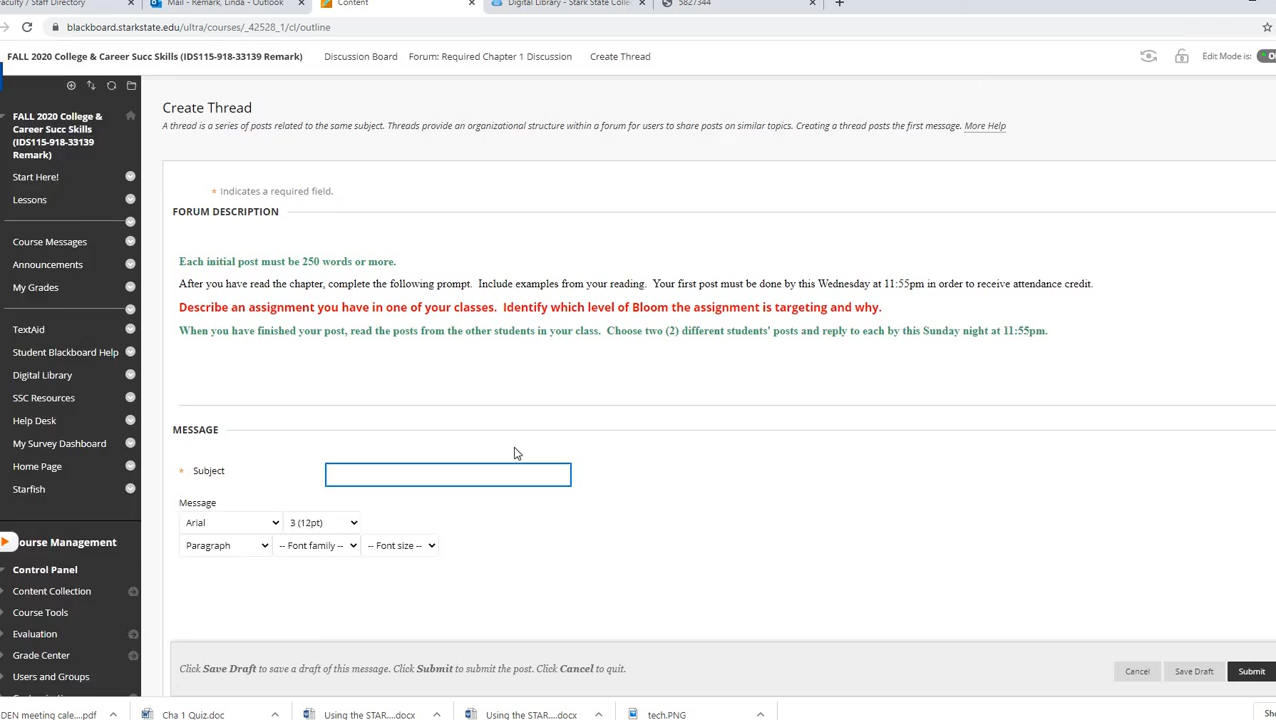 aculty / Staff Directory
Mail - Remark, Linda - Outlook
Content
Digital Library - Stark State Colle
5827344
blackboard.starkstate.edu/ultra/courses/_42528_1/cl/outline
FALL 2020 College & Career Succ Skills (IDS115-918-33139 Remark)
Discussion Board
Forum: Required Chapter 1 Discussion
Create Thread
Edit Mode is:
FALL 2020 College &
Career Succ Skills
(IDS115-918-33139
Remark)
Start Here!
Lessons
Course Messages
Announcements
My Grades
TextAid
Student Blackboard Help
Digital Library
SSC Resources
Help Desk
My Survey Dashboard
Home Page
Starfish
ourse Management
Control Panel
Content Collection
Course Tools
Evaluation
Grade Center
Users and Groups
Create Thread
A thread is a series of posts related to the same subject. Threads provide an organizational structure within a forum for users to share posts on similar topics. Creating a thread posts the first message. More Help
* Indicates a required field.
FORUM DESCRIPTION
Each initial post must be 250 words or more.
After you have read the chapter, complete the following prompt. Include examples from your reading. Your first post must be done by this Wednesday at 11:55pm in order to receive attendance credit.
Describe an assignment you have in one of your classes. Identify which level of Bloom the assignment is targeting and why.
When you have finished your post, read the posts from the other students in your class. Choose two (2) different students' posts and reply to each by this Sunday night at 11:55pm.
MESSAGE
* Subject
Message
Arial
3 (12pt)
Paragraph
-- Font family --
-- Font size --
Click Save Draft to save a draft of this message. Click Submit to submit the post. Click Cancel to quit.
Cancel
Save Draft
Submit
DEN meeting cale....pdf
Cha 1 Quiz.doc
Using the STAR....docx
Using the STAR....docx
tech.PNG